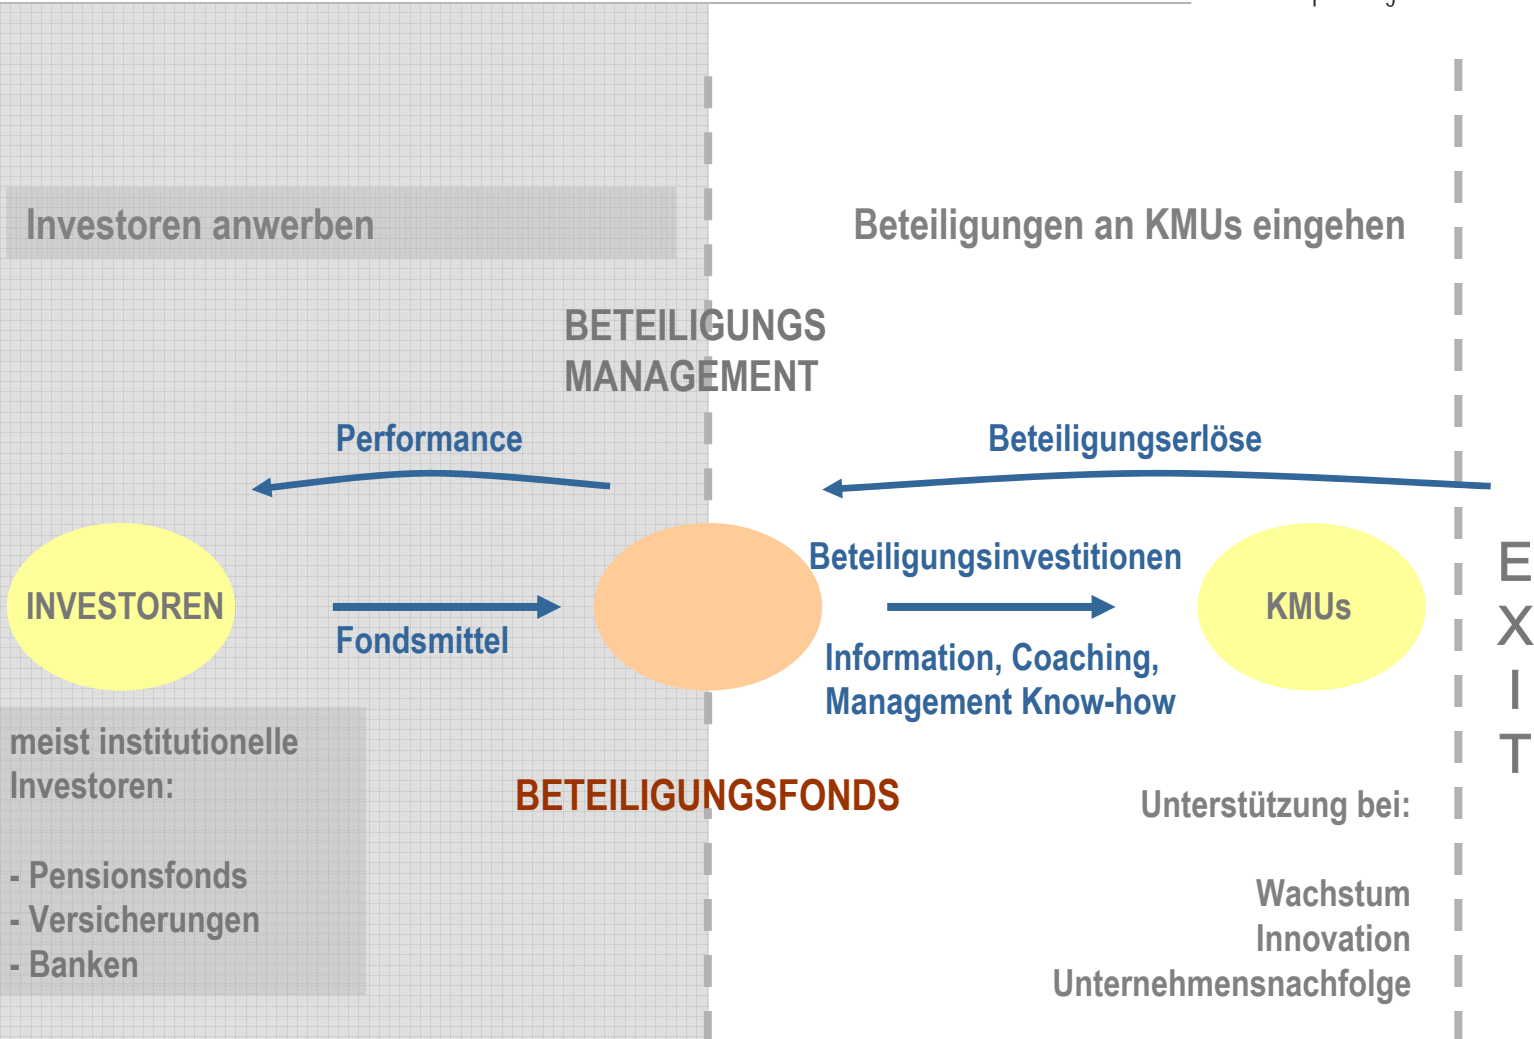 Investoren anwerben
Beteiligungen an KMUs eingehen
BETEILIGUNGS
MANAGEMENT
Performance
Beteiligungserlöse
INVESTOREN
Fondsmittel
Beteiligungsinvestitionen
Information, Coaching,
Management Know-how
KMUs
EXIT
meist institutionelle
Investoren:
- Pensionsfonds
- Versicherungen
- Banken
BETEILIGUNGSFONDS
Unterstützung bei:
Wachstum
Innovation
Unternehmensnachfolge